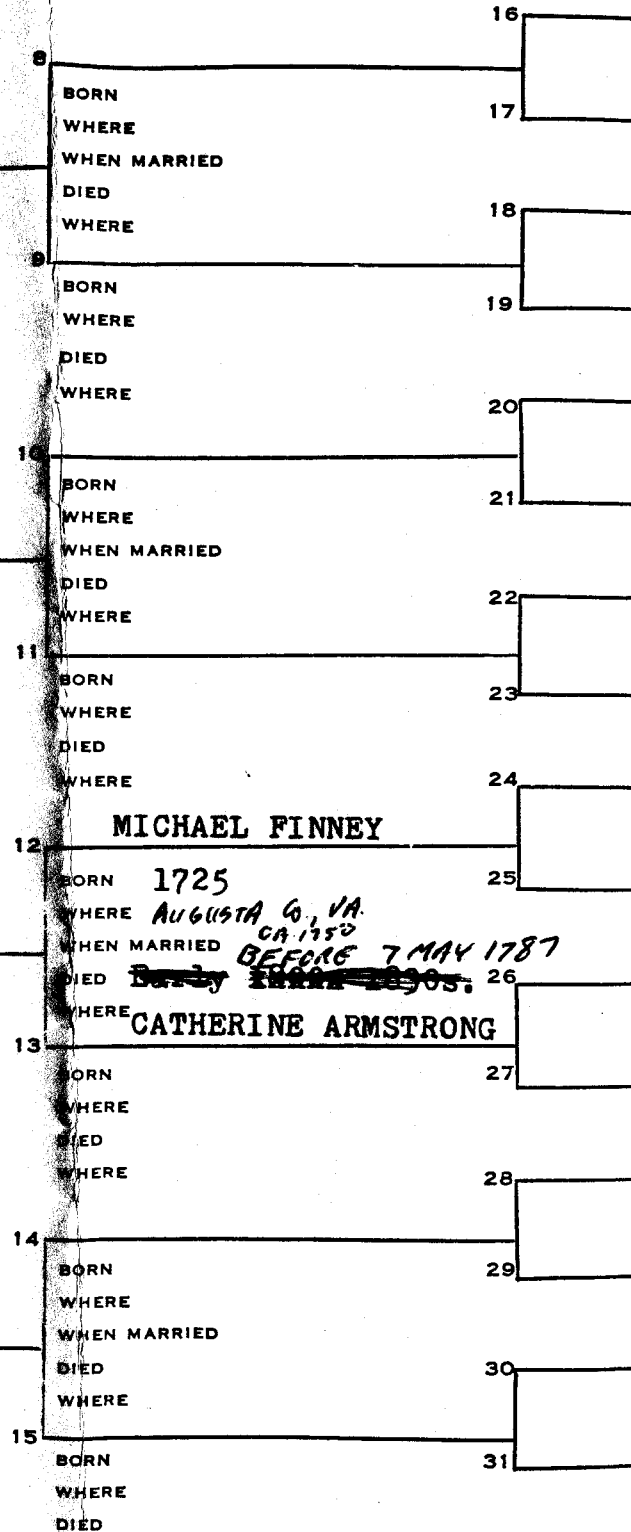 16
8
BORN
17
WHERE
WHEN MARRIED
DIED
18
WHERE
9
BORN
19
WHERE
DIED
WHERE
20
10
BORN
21
WHERE
WHEN MARRIED
DIED
22
WHERE
11
BORN
23
WHERE
DIED
WHERE
24
MICHAEL FINNEY
12
BORN 1725
25
WHERE AUGUSTA CO., VA.
WHEN MARRIED CA 1750
BEFORE 7 MAY 1787
DIED Early 1830s.
26
WHERE
CATHERINE ARMSTRONG
13
BORN
27
WHERE
DIED
WHERE
28
14
BORN
29
WHERE
WHEN MARRIED
DIED
30
WHERE
15
BORN
31
WHERE
DIED